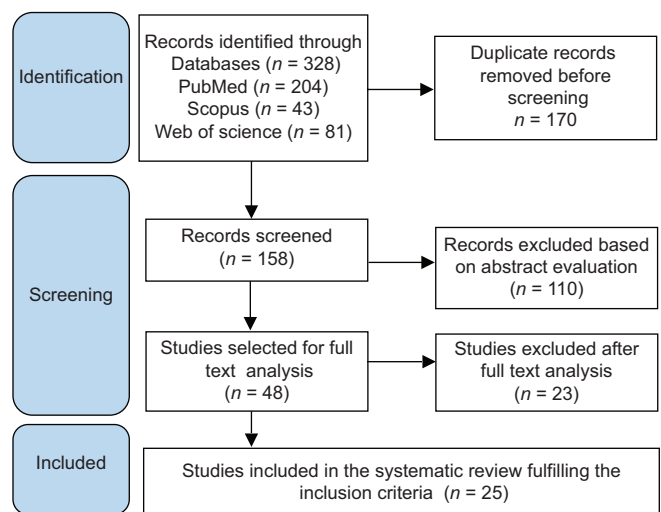 Identification
Records identified through
Databases (n = 328)
PubMed (n = 204)
Scopus (n = 43)
Web of science (n = 81)
Duplicate records
removed before
screening
n = 170
Screening
Records screened
(n = 158)
Records excluded based
on abstract evaluation
(n = 110)
Studies selected for full
text analysis
(n = 48)
Studies excluded after
full text analysis
(n = 23)
Included
Studies included in the systematic review fulfilling the
inclusion criteria (n = 25)